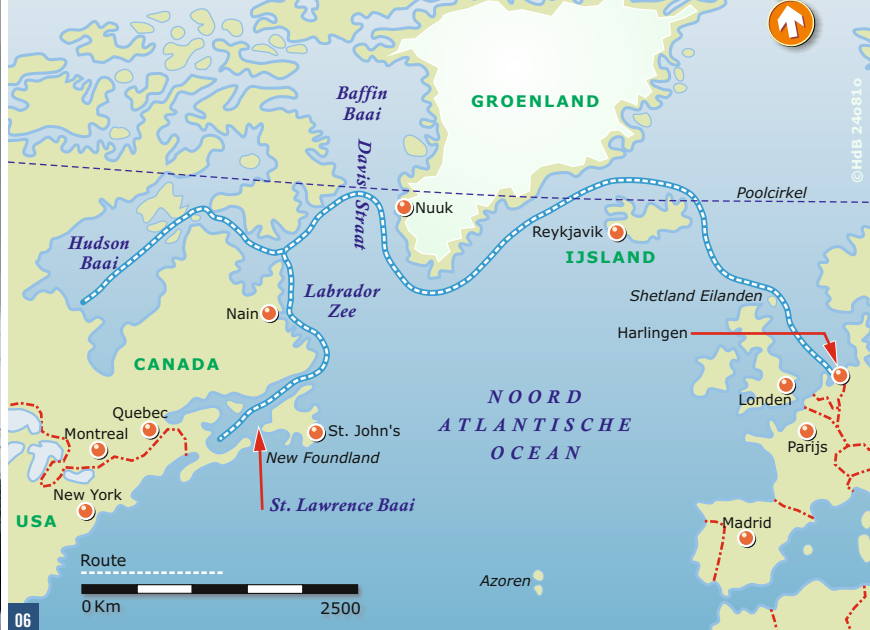 Baffin
Baai
GROENLAND
©HdB 24o81o
Davis Straat
Poolcirkel
Nuuk
Reykjavik
IJSLAND
Hudson
Baai
Labrador
Zee
Shetland Eilanden
Nain
Harlingen
CANADA
NOORD
ATLANTISCHE
OCEAN
Londen
Quebec
Montreal
St. John's
Parijs
New Foundland
New York
St. Lawrence Baai
USA
Madrid
Route
Azoren
0 Km 2500
06